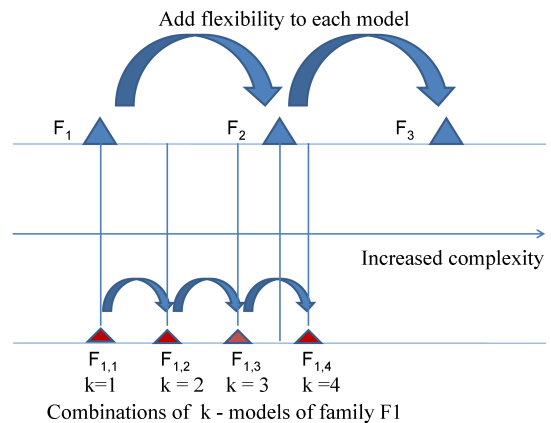 Add flexibility to each model
F1 F2 F3
Increased complexity
F1,1 F1,2 F1,3 F1,4
k=1 k = 2 k = 3 k =4
Combinations of k - models of family F1